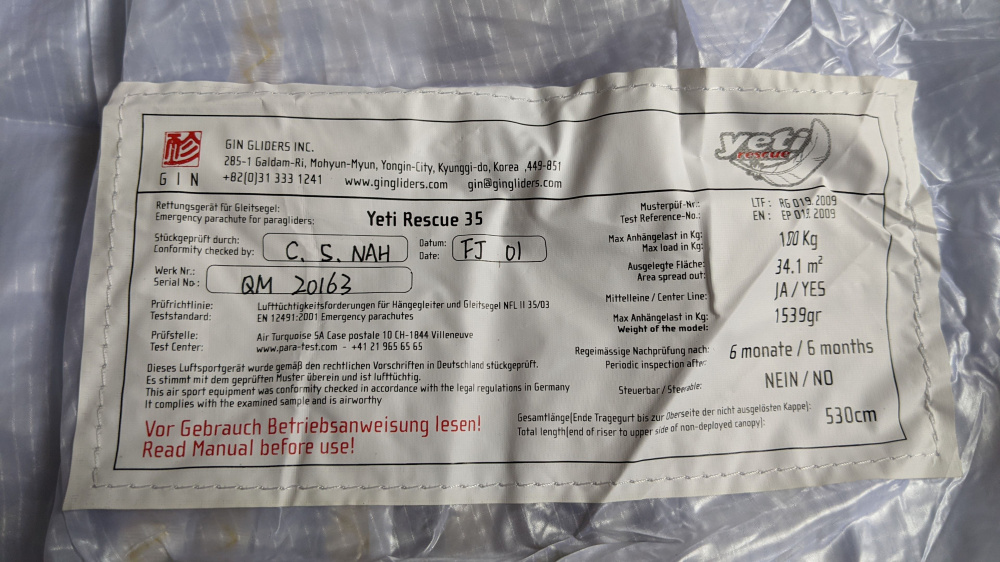 GIN
GIN GLIDERS INC.
285-1 Galdam-Ri, Mohyun-Myun, Yongin-City, Kyunggi-do, Korea ,449-851
+82(0)31 333 1241 www.gingliders.com gin@gingliders.com
yeti
rescue
Rettungsgerät für Gleitsegel:
Emergency parachute for paragliders:
Yeti Rescue 35
Stückgeprüft durch:
Conformity checked by:
C. S. NAH
Datum:
Date:
FJ 01
Werk Nr.:
Serial No.:
QM 20163
Prüfrichtlinie:
Teststandard:
Lufttüchtigkeitsforderungen für Hängegleiter und Gleitsegel NFL II 35/03
EN 12491:2001 Emergency parachutes
Prüfstelle:
Test Center:
Air Turquoise SA Case postale 10 CH-1844 Villeneuve
www.para-test.com - +41 21 965 65 65
Dieses Luftsportgerät wurde gemäß den rechtlichen Vorschriften in Deutschland stückgeprüft.
Es stimmt mit dem geprüften Muster überein und ist lufttüchtig.
This air sport equipment was conformity checked in accordance with the legal regulations in Germany
It complies with the examined sample and is airworthy
Vor Gebrauch Betriebsanweisung lesen!
Read Manual before use!
Musterpüf-Nr.:
Test Reference-No.:
LTF: RG 019.2009
EN: EP 2009
Max Anhängelast in Kg:
Max load in Kg:
Kg
Ausgelegte Fläche:
Area spread out:
34.1 m²
Mittelleine / Center Line:
JA / YES
Max Anhängelast in Kg:
Weight of the model:
1539gr
Regeimässige Nachprüfung nach:
Periodic inspection after:
6 monate / 6 months
Steuerbar / Steerable:
NEIN / NO
Gesamtlänge(Ende Tragegurt bis zur Oberseite der nicht ausgelösten Kappe):
Total length(end of riser to upper side of non-deployed canopy):
530cm